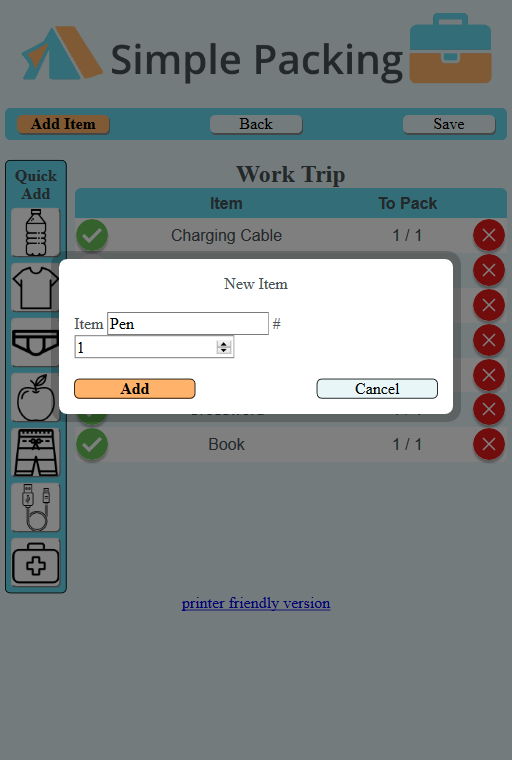 Simple Packing
Add Item Back Save
Quick
Add
Work Trip
Item To Pack
Charging Cable 1 / 1
New Item
Item Pen #
1
Add Cancel
Book 1 / 1
printer friendly version